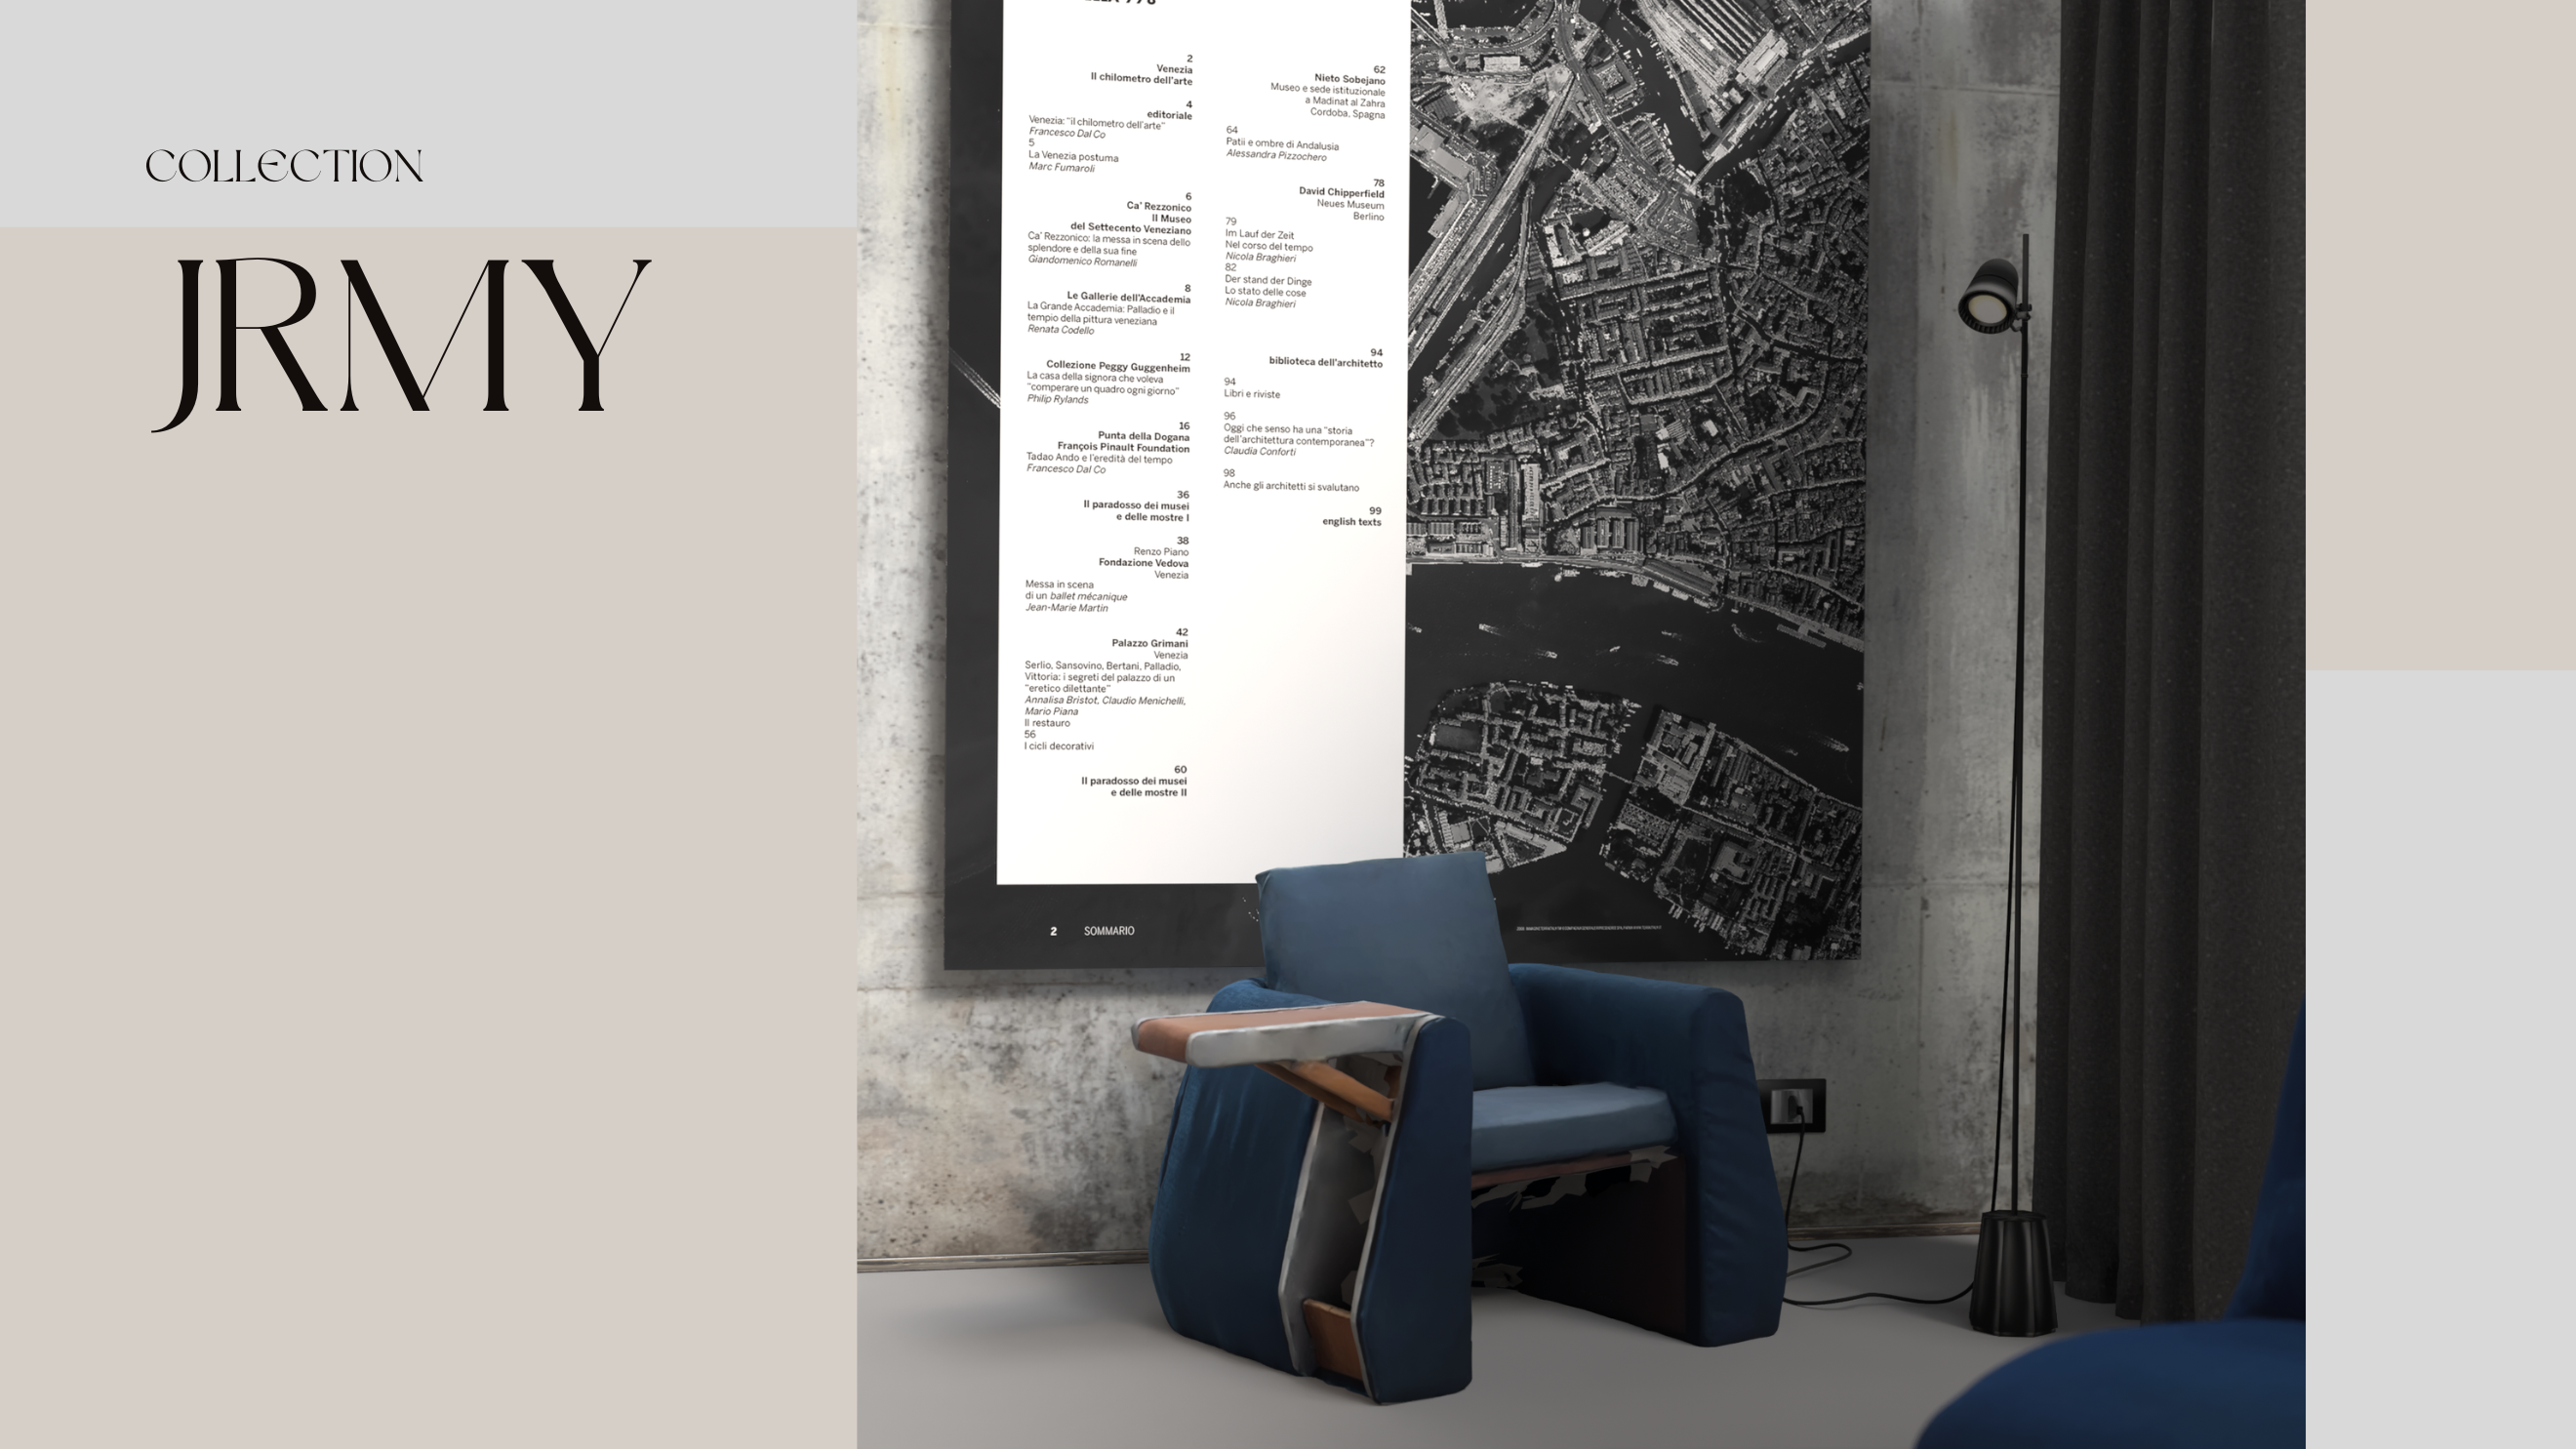 COLLECTION
JRMY
2
Venezia
Il chilometro dell'arte
4
editoriale
Venezia: "il chilometro dell'arte"
Francesco Dal Co
5
La Venezia postuma
Marc Fumaroli
6
Ca' Rezzonico
Il Museo
del Settecento Veneziano
Ca' Rezzonico: la messa in scena dello
splendore e della sua fine
Giandomenico Romanelli
8
Le Gallerie dell'Accademia
La Grande Accademia: Palladio e il
tempio della pittura veneziana
Renata Codello
12
Collezione Peggy Guggenheim
La casa della signora che voleva
"comperare un quadro ogni giorno"
Philip Rylands
16
Punta della Dogana
François Pinault Foundation
Tadao Ando e l'eredità del tempo
Francesco Dal Co
36
Il paradosso dei musei
e delle mostre I
38
Renzo Piano
Fondazione Vedova
Venezia
Messa in scena
di un ballet mécanique
Jean-Marie Martin
42
Palazzo Grimani
Venezia
Serlio, Sansovino, Bertani, Palladio,
Vittoria: i segreti del palazzo di un
"eretico dilettante"
Annalisa Bristot, Claudio Menichelli,
Mario Piana
Il restauro
56
I cicli decorativi
60
Il paradosso dei musei
e delle mostre II
62
Nieto Sobejano
Museo e sede istituzionale
a Madinat al Zahra
Cordoba, Spagna
64
Patii e ombre di Andalusia
Alessandra Pizzochero
78
David Chipperfield
Neues Museum
Berlino
79
Im Lauf der Zeit
Nel corso del tempo
Nicola Braghieri
82
Der stand der Dinge
Lo stato delle cose
Nicola Braghieri
94
biblioteca dell'architetto
94
Libri e riviste
96
Oggi che senso ha una "storia
dell'architettura contemporanea"?
Claudia Conforti
98
Anche gli architetti si svalutano
99
english texts
2 SOMMARIO